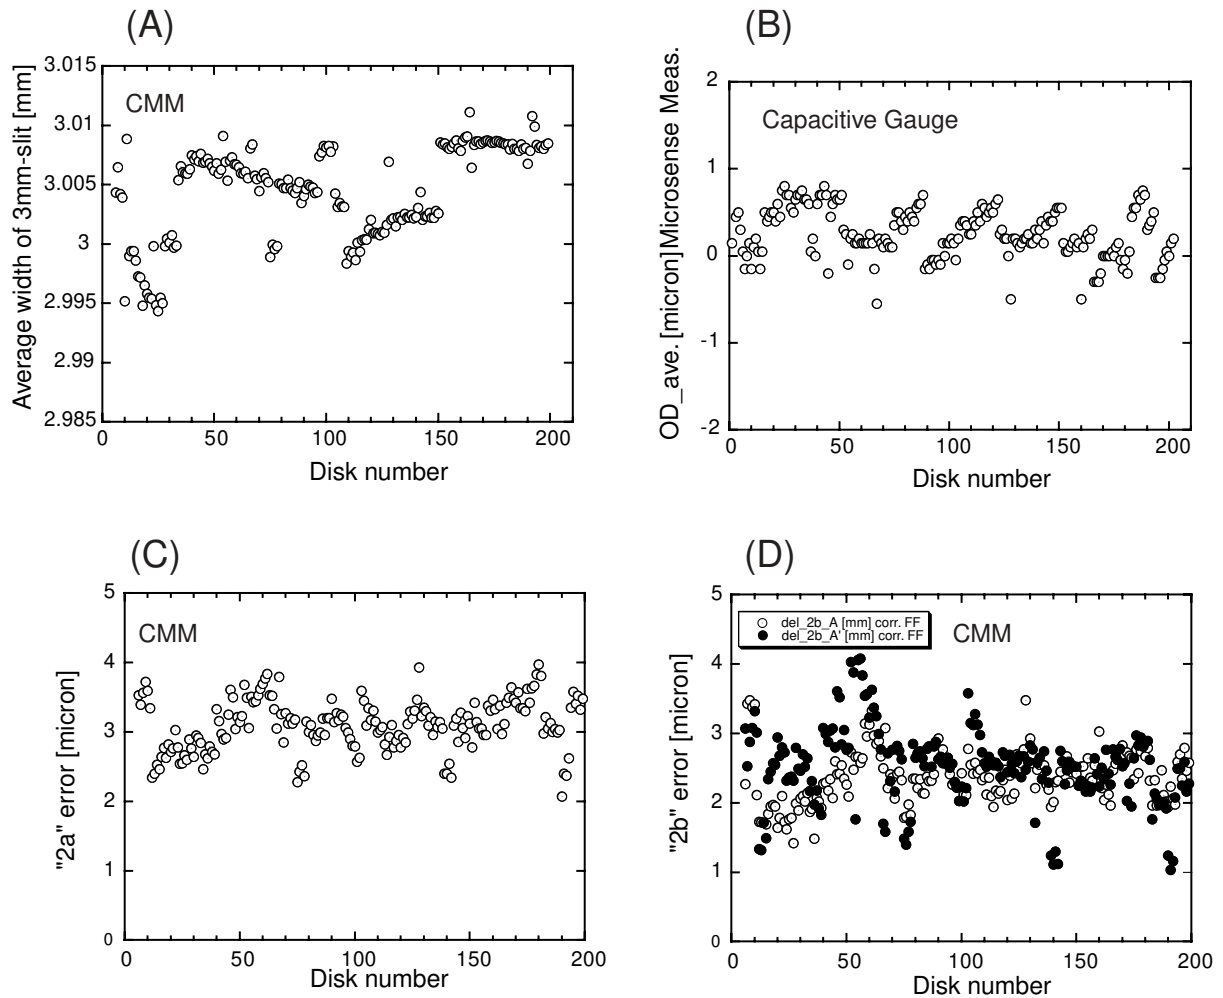 (A)
Average width of 3mm-slit [mm]
3.015
3.01
3.005
3
2.995
2.99
2.985
CMM
0
50
100
150
200
Disk number
(B)
OD_ave. [micron]Microsense Meas.
2
1
0
-1
-2
Capacitive Gauge
0
50
100
150
200
Disk number
(C)
"2a" error [micron]
5
4
3
2
1
0
CMM
0
50
100
150
200
Disk number
(D)
"2b" error [micron]
5
4
3
2
1
0
del_2b_A [mm] corr. FF
del_2b_A' [mm] corr. FF
CMM
0
50
100
150
200
Disk number